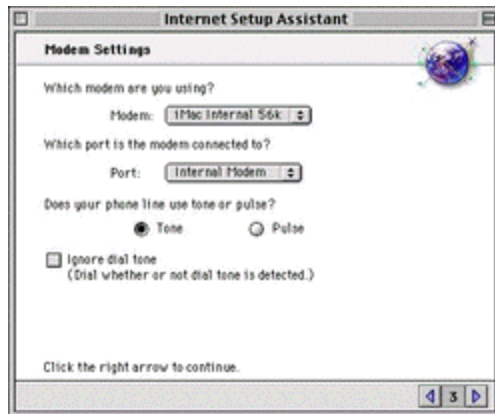 Internet Setup Assistant
Modem Settings
Which modem are you using?
Modem: iMac Internal 56k
Which port is the modem connected to?
Port: Internal Modem
Does your phone line use tone or pulse?
Tone Pulse
Ignore dial tone
(Dial whether or not dial tone is detected.)
Click the right arrow to continue.
3